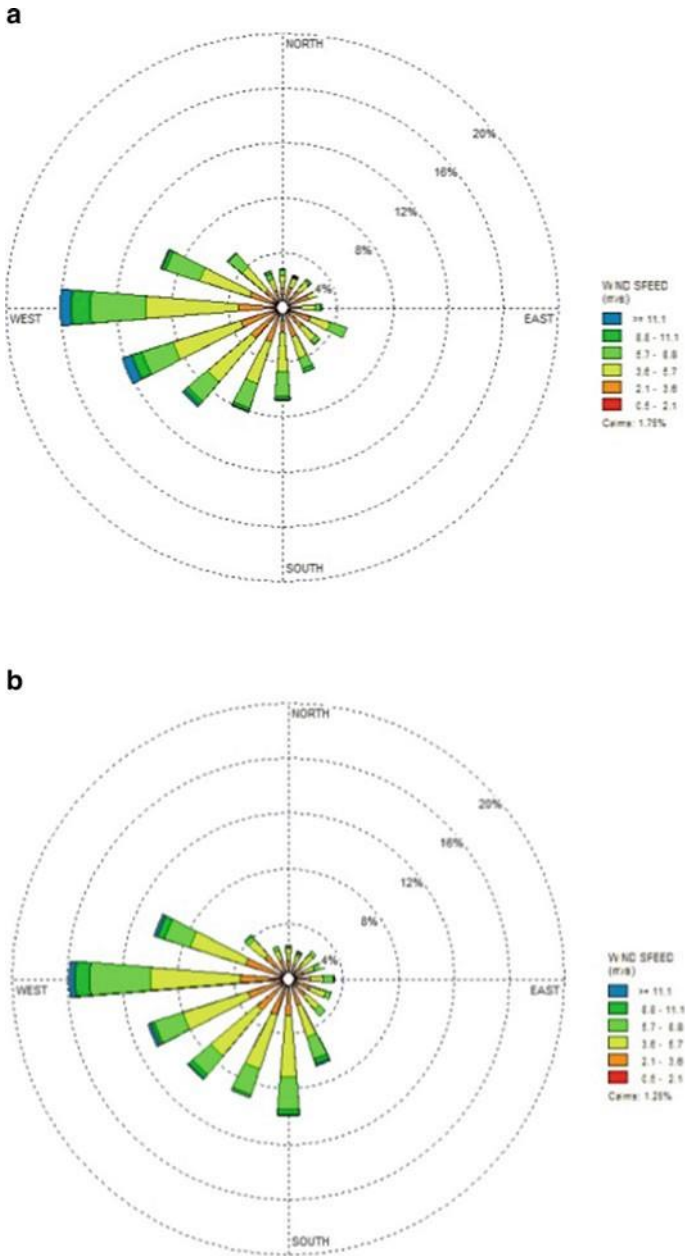 a
NORTH
20%
16%
12%
8%
4%
WEST
EAST
SOUTH
WIND SPEED
(m/s)
>= 11.1
8.8 - 11.1
5.7 - 8.8
3.6 - 5.7
2.1 - 3.6
0.5 - 2.1
Calms: 1.75%
b
NORTH
20%
16%
12%
8%
4%
WEST
EAST
SOUTH
WIND SPEED
(m/s)
>= 11.1
8.8 - 11.1
5.7 - 8.8
3.6 - 5.7
2.1 - 3.6
0.5 - 2.1
Calms: 1.25%